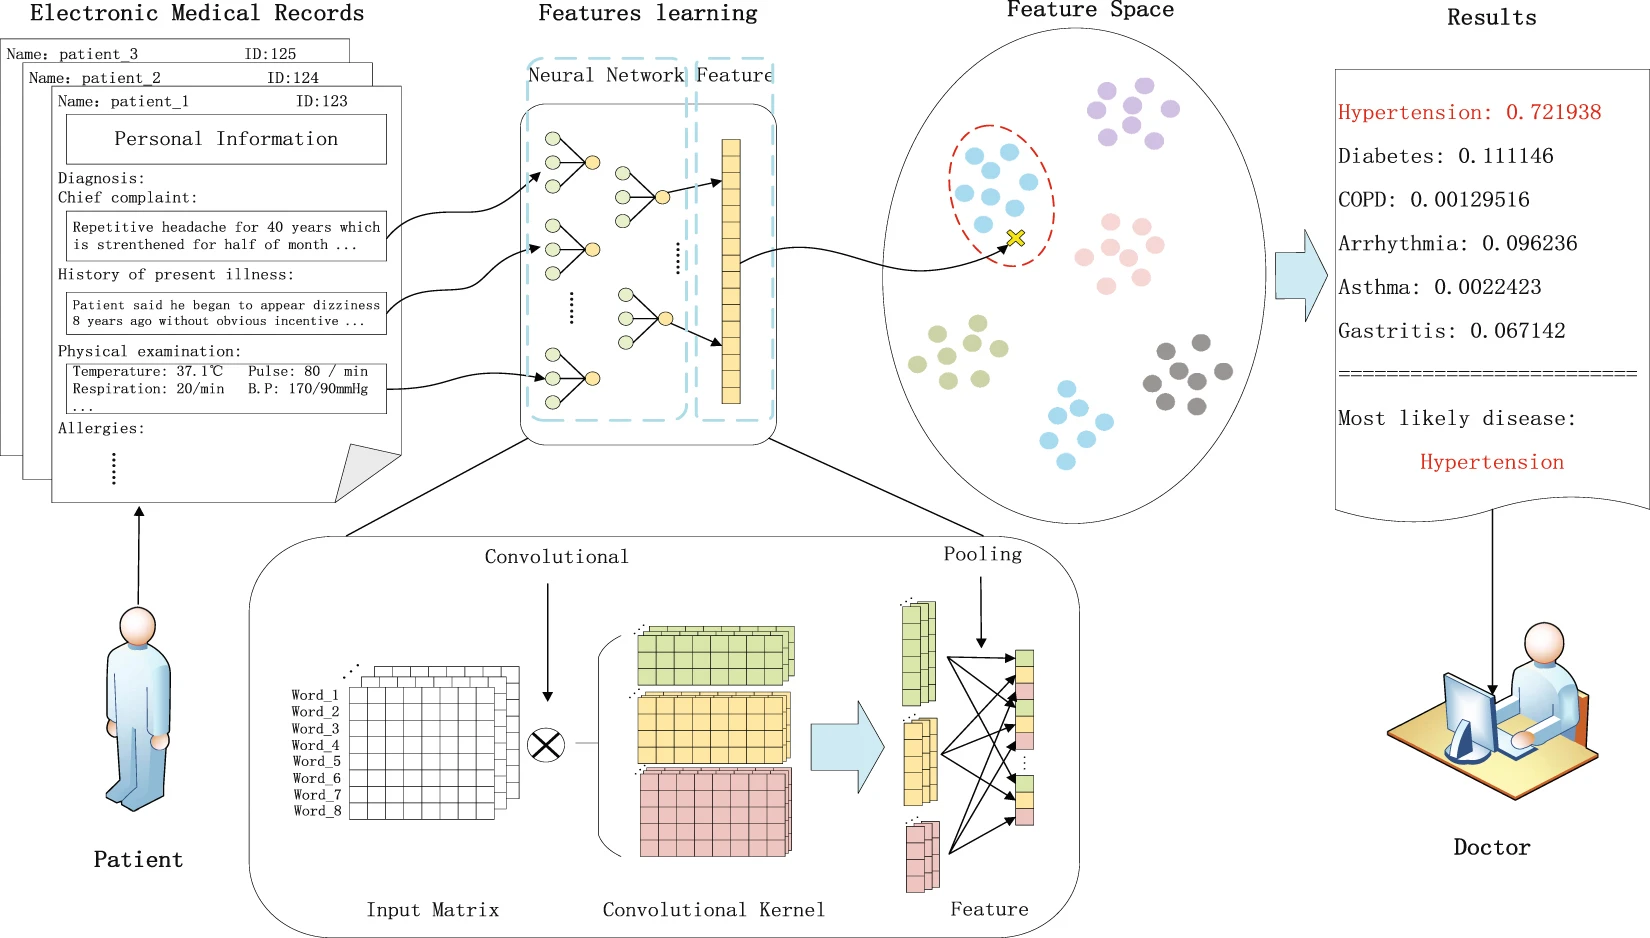 Electronic Medical Records
Name: patient_3 ID:125
Name: patient_2 ID:124
Name: patient_1 ID:123
Personal Information
Diagnosis:
Chief complaint:
Repetitive headache for 40 years which
is strenthened for half of month ...
History of present illness:
Patient said he began to appear dizziness
8 years ago without obvious incentive ...
Physical examination:
Temperature: 37.1℃ Pulse: 80 / min
Respiration: 20/min B.P: 170/90mmHg
...
Allergies:
Patient
Features learning
Neural Network
Feature
Feature Space
Results
Hypertension: 0.721938
Diabetes: 0.111146
COPD: 0.00129516
Arrhythmia: 0.096236
Asthma: 0.0022423
Gastritis: 0.067142
=========================
Most likely disease:
Hypertension
Doctor
Convolutional
Pooling
Word_1
Word_2
Word_3
Word_4
Word_5
Word_6
Word_7
Word_8
Input Matrix
Convolutional Kernel
Feature